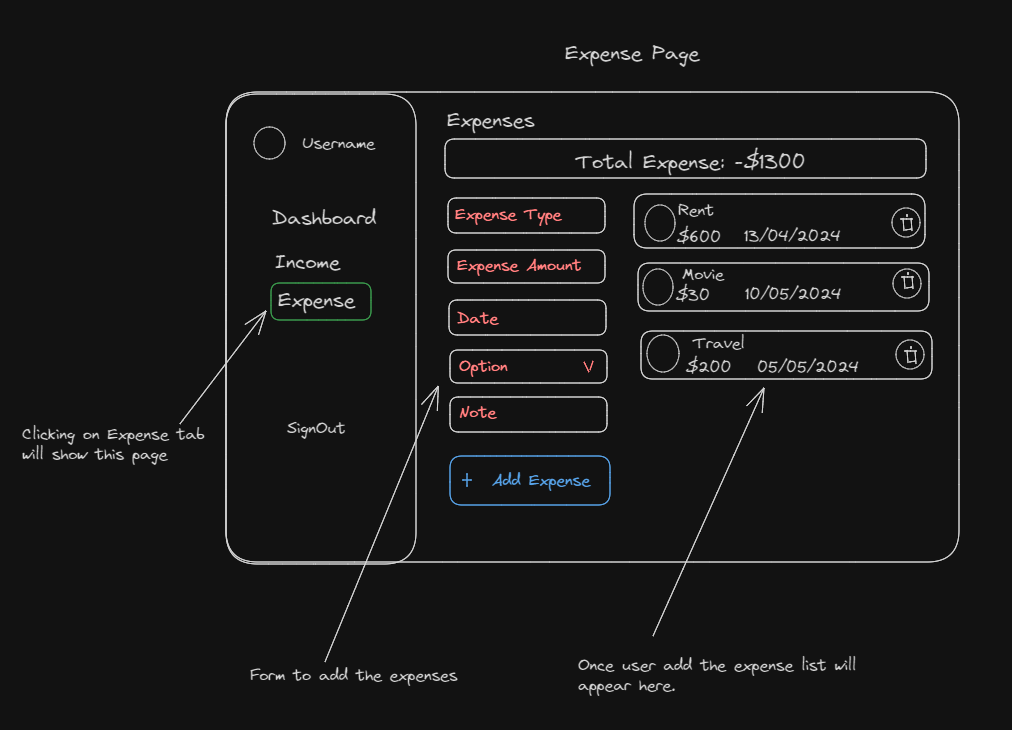 Expense Page
Username
Dashboard
Income
Expense
SignOut
Expenses
Total Expense: -$1300
Expense Type
Expense Amount
Date
Option V
Note
+ Add Expense
Rent
$600 13/04/2024
Movie
$30 10/05/2024
Travel
$200 05/05/2024
Clicking on Expense tab
will show this page
Form to add the expenses
Once user add the expense list will
appear here.